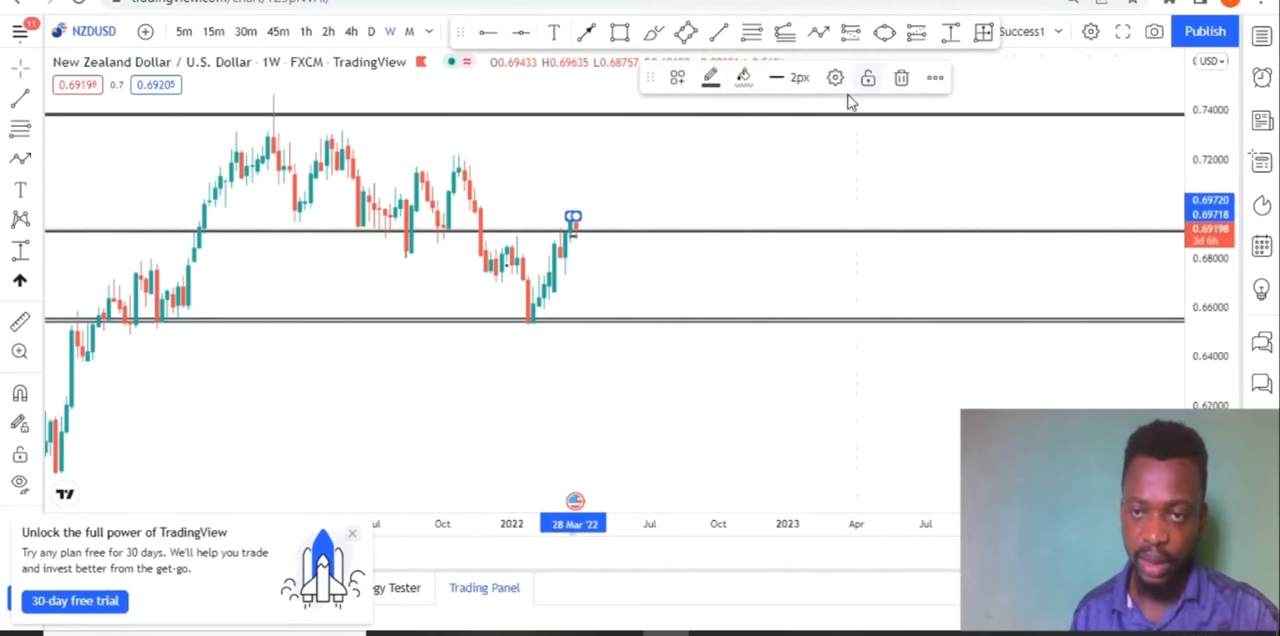 11
NZDUSD
5m 15m 30m 45m 1h 2h 4h D W M
T
Success1
Publish
New Zealand Dollar / U.S. Dollar · 1W · FXCM · TradingView
O0.69433 H0.69635 L0.68757
USD
2px
0.69198
0.7
0.69205
0.74000
0.72000
0.69720
0.69718
0.69198
3d 6h
0.68000
0.66000
0.64000
0.62000
T
Oct
2022
28 Mar '22
Jul
Oct
2023
Apr
Jul
Unlock the full power of TradingView
Try any plan free for 30 days. We'll help you trade
and invest better from the get-go.
30-day free trial
Tester
Trading Panel